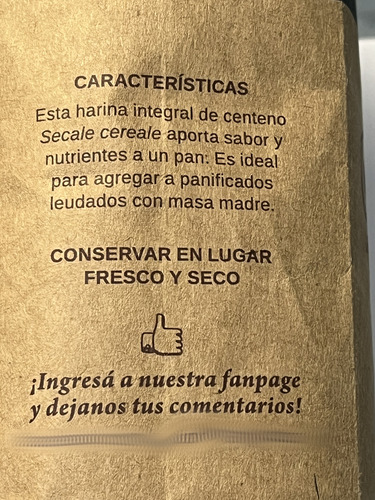 CARACTERÍSTICAS
Esta harina integral de centeno
Secale cereale aporta sabor y
nutrientes a un pan. Es ideal
para agregar a panificados
leudados con masa madre.
CONSERVAR EN LUGAR
FRESCO Y SECO
¡Ingresá a nuestra fanpage
y dejanos tus comentarios!